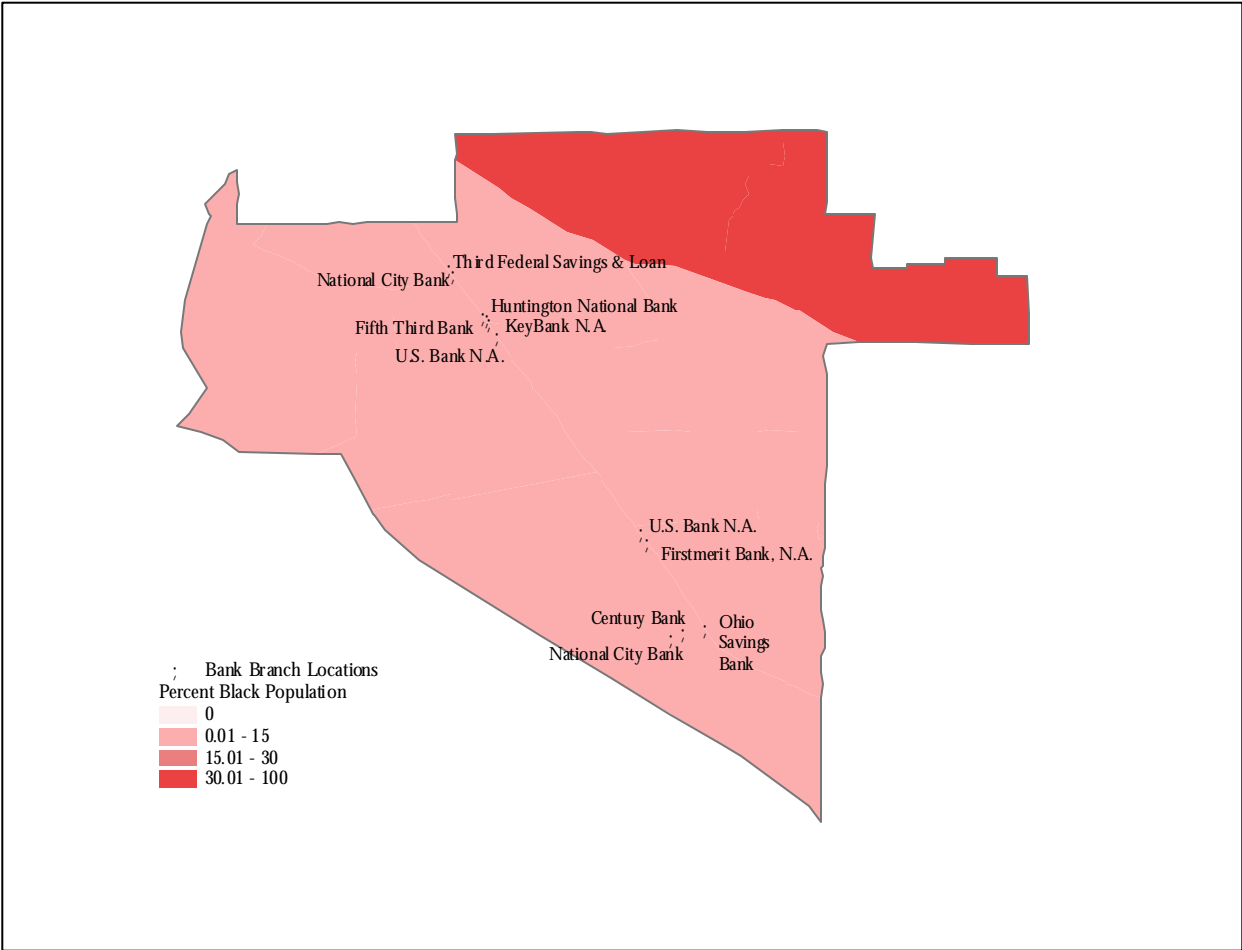 Third Federal Savings & Loan
National City Bank
Huntington National Bank
Fifth Third Bank
KeyBank N.A.
U.S. Bank N.A.
U.S. Bank N.A.
Firstmerit Bank, N.A.
Century Bank
National City Bank
Ohio
Savings
Bank
Bank Branch Locations
Percent Black Population
0
0.01 - 15
15.01 - 30
30.01 - 100